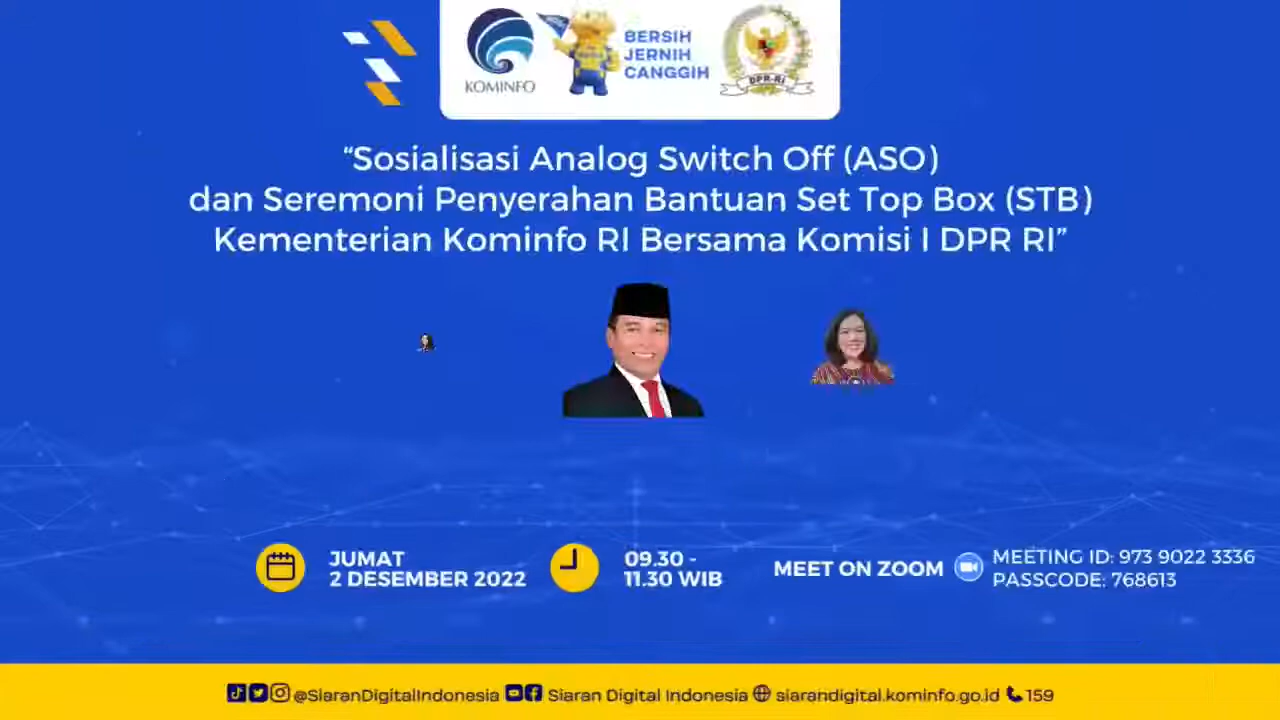 KOMINFO
BERSIH
JERNIH
CANGGIH
DPR-RI
“Sosialisasi Analog Switch Off (ASO)
dan Seremoni Penyerahan Bantuan Set Top Box (STB)
Kementerian Kominfo RI Bersama Komisi I DPR RI”
JUMAT
2 DESEMBER 2022
09.30 -
11.30 WIB
MEET ON ZOOM
MEETING ID: 973 9022 3336
PASSCODE: 768613
@SiaranDigitalIndonesia Siaran Digital Indonesia siarandigital.kominfo.go.id 159